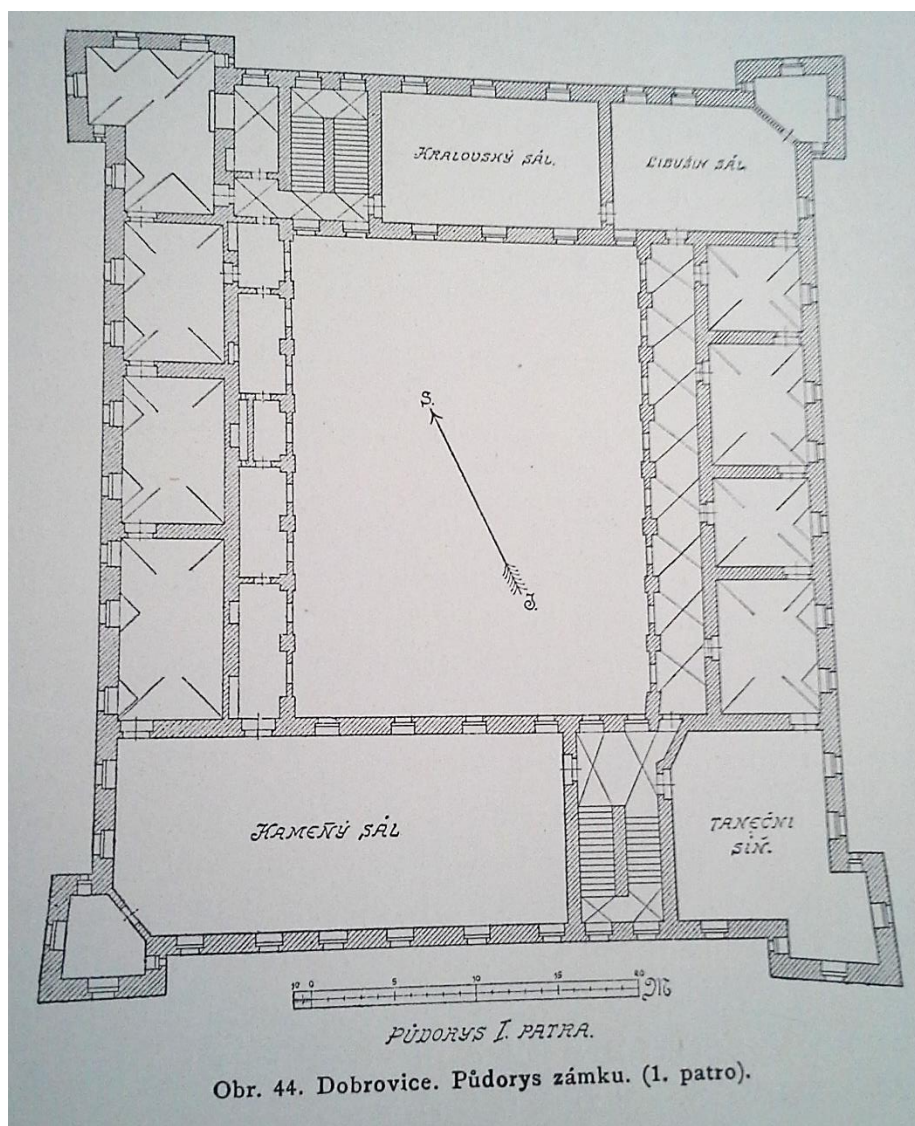 KRALOVSKÝ SÁL.
LIBUŠIN SÁL
S.
J.
KAMENÝ SÁL
TANEČNI
SÍŇ.
10 0 5 10 15 20 M
PŮDORYS I. PATRA.
Obr. 44. Dobrovice. Půdorys zámku. (1. patro).